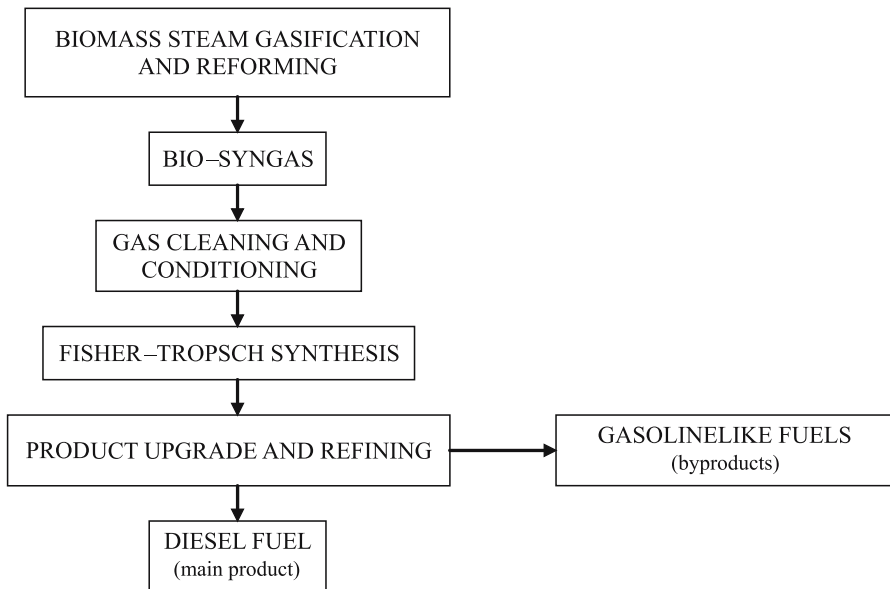 BIOMASS STEAM GASIFICATION
AND REFORMING
BIO–SYNGAS
GAS CLEANING AND
CONDITIONING
FISHER–TROPSCH SYNTHESIS
PRODUCT UPGRADE AND REFINING
GASOLINELIKE FUELS
(byproducts)
DIESEL FUEL
(main product)